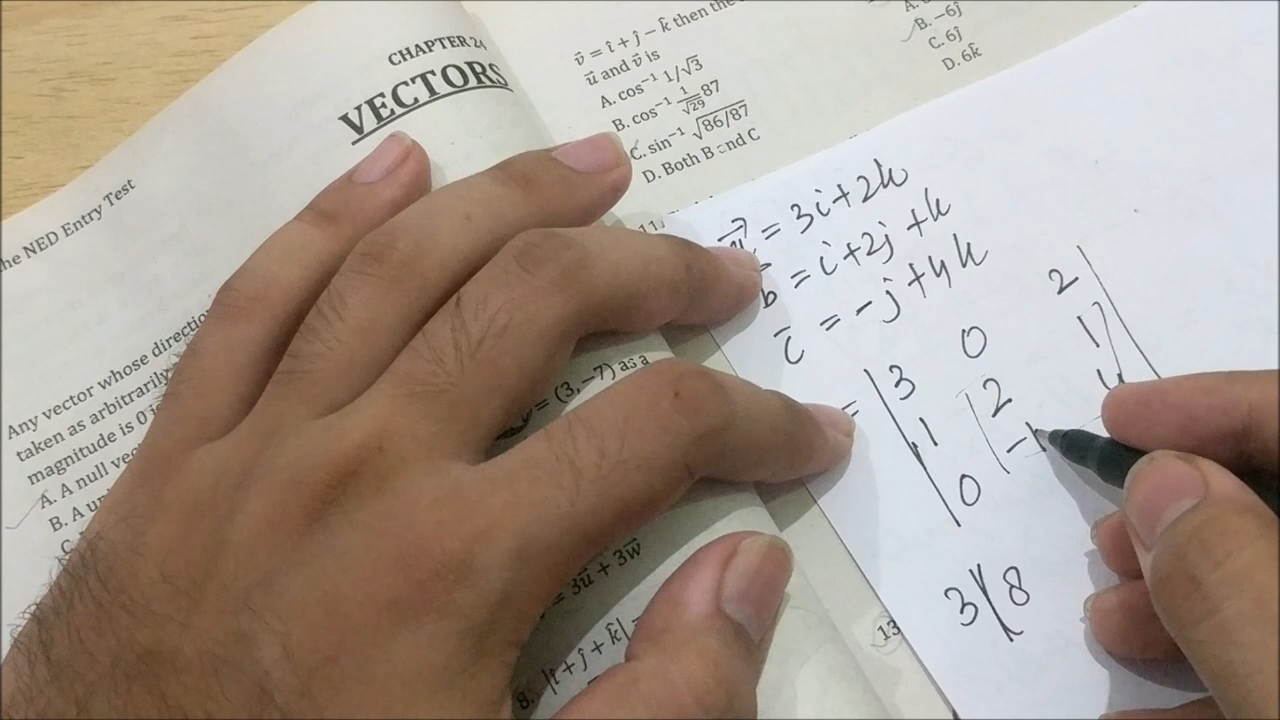 the NED Entry Test
CHAPTER 24
VECTORS
Any vector whose direction
taken as arbitrarily
magnitude is 0
A. A null vec
B. A
C.
= (3, −7) as a
= 3u⃗ + 3w⃗
8. |î + ĵ + k̂| =
v⃗ = î + ĵ − k̂ then the
u⃗ and v⃗ is
A. cos⁻¹ 1/√3
B. cos⁻¹ 1/√29 87
C. sin⁻¹ √86/87
D. Both B and C
11.
13
A.
B. −6ĵ
C. 6ĵ
D. 6k̂
= 3i + 2k
b = i + 2j + k
c = -j + 4k
= | 3 0 2 |
1 2 1
0 -1 4
3 ( 8